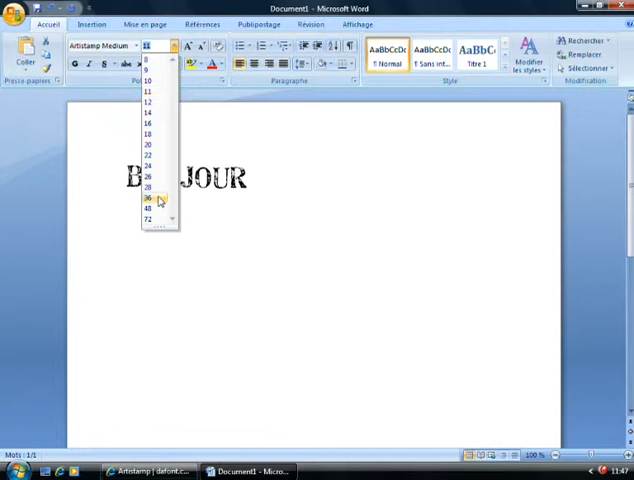 Document1 - Microsoft Word
Accueil Insertion Mise en page Références Publipostage Révision Affichage
Coller
Artistamp Medium 11
G I S abc
AaBbCcDc AaBbCcDc AaBbC
¶ Normal ¶ Sans int... Titre 1
Modifier les styles
Rechercher
Remplacer
Sélectionner
Presse-papiers Paragraphe Style Modification
8
9
10
11
12
14
16
18
20
22
24
26
28
36
48
72
B JOUR
Mots : 1/1
100 %
Artistamp | dafont.c...
Document1 - Micro...
11:47